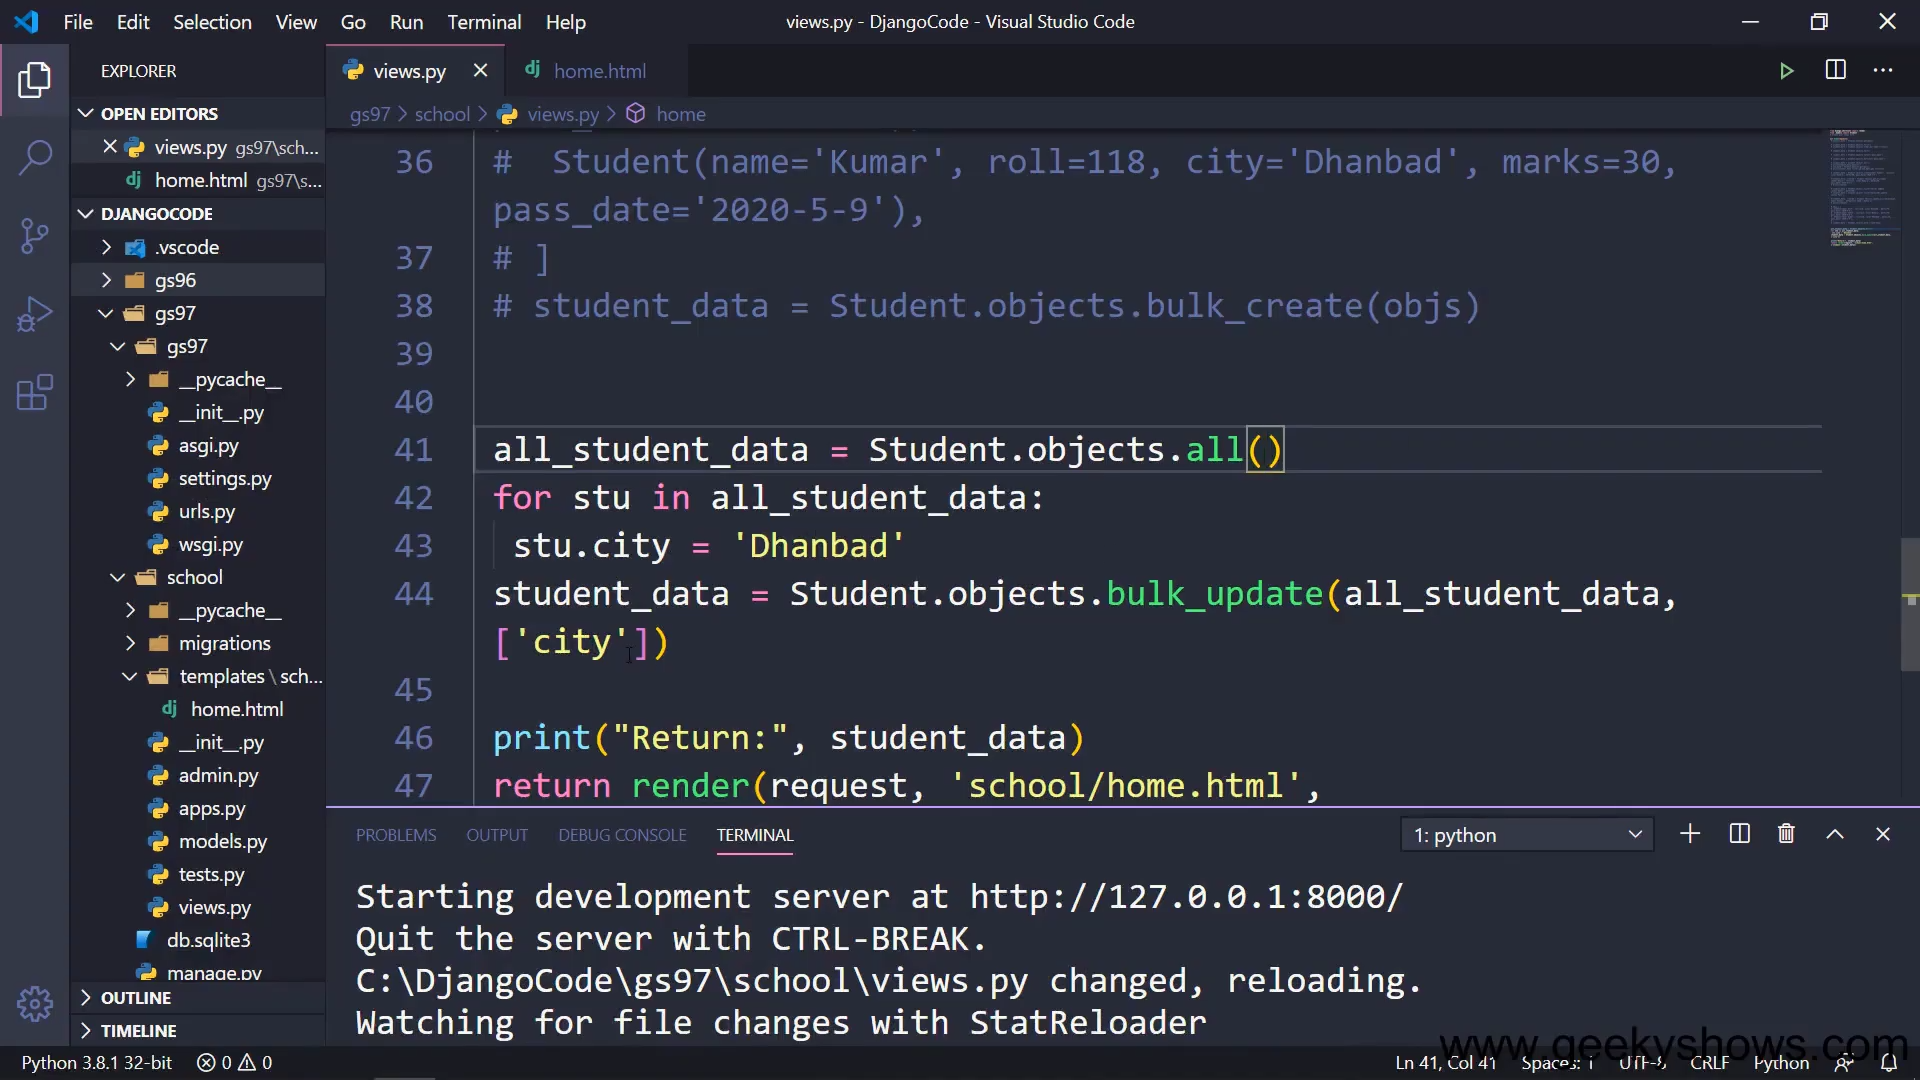 File Edit Selection View Go Run Terminal Help
views.py - DjangoCode - Visual Studio Code
EXPLORER
views.py
home.html
OPEN EDITORS
gs97 > school > views.py > home
views.py gs97\sch...
home.html gs97\s...
DJANGOCODE
.vscode
gs96
gs97
gs97
__pycache__
__init__.py
asgi.py
settings.py
urls.py
wsgi.py
school
__pycache__
migrations
templates\sch...
home.html
__init__.py
admin.py
apps.py
models.py
tests.py
views.py
db.sqlite3
manage.py
OUTLINE
TIMELINE
36 #  Student(name='Kumar', roll=118, city='Dhanbad', marks=30,
pass_date='2020-5-9'),
37 # ]
38 # student_data = Student.objects.bulk_create(objs)
39
40
41 all_student_data = Student.objects.all()
42 for stu in all_student_data:
43  stu.city = 'Dhanbad'
44 student_data = Student.objects.bulk_update(all_student_data,
['city'])
45
46 print("Return:", student_data)
47 return render(request, 'school/home.html',
PROBLEMS OUTPUT DEBUG CONSOLE TERMINAL
1: python
Starting development server at http://127.0.0.1:8000/
Quit the server with CTRL-BREAK.
C:\DjangoCode\gs97\school\views.py changed, reloading.
Watching for file changes with StatReloader
www.geekyshows.com
Python 3.8.1 32-bit 0 0
Ln 41, Col 41 Spaces: 1 UTF-8 CRLF Python